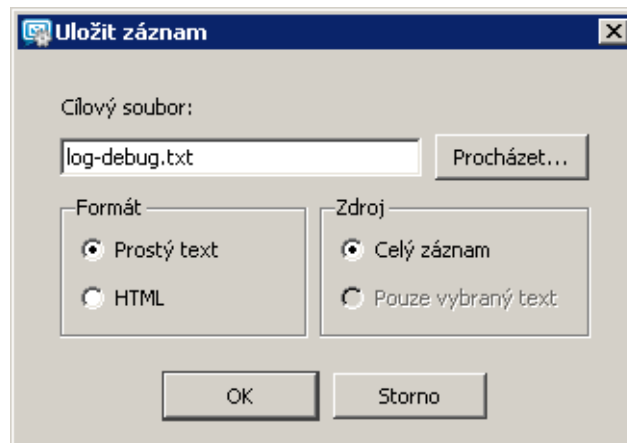 Uložit záznam
Cílový soubor:
log-debug.txt
Procházet...
Formát
Prostý text
HTML
Zdroj
Celý záznam
Pouze vybraný text
OK
Storno